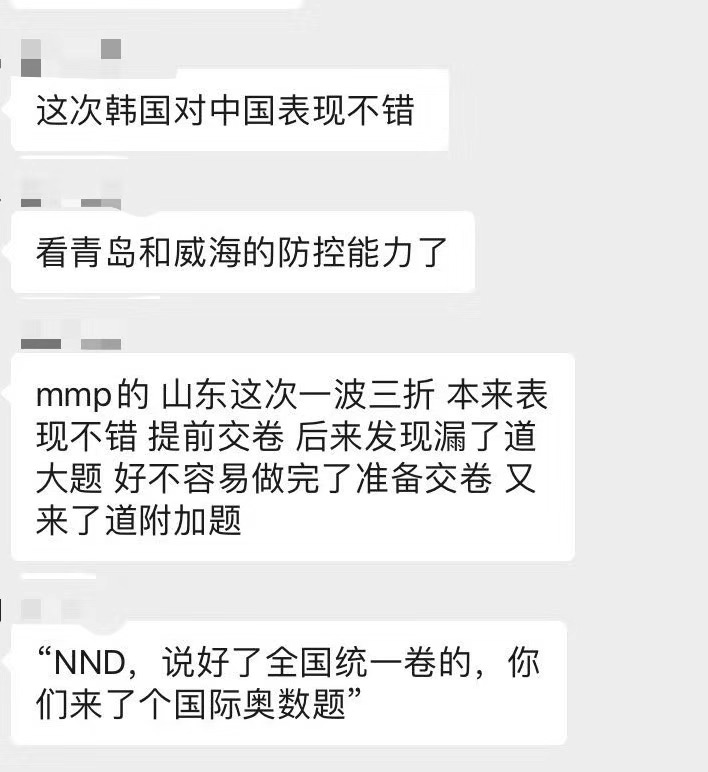 这次韩国对中国表现不错
看青岛和威海的防控能力了
mmp的 山东这次一波三折 本来表
现不错 提前交卷 后来发现漏了道
大题 好不容易做完了准备交卷 又
来了道附加题
“NND，说好了全国统一卷的，你
们来了个国际奥数题”